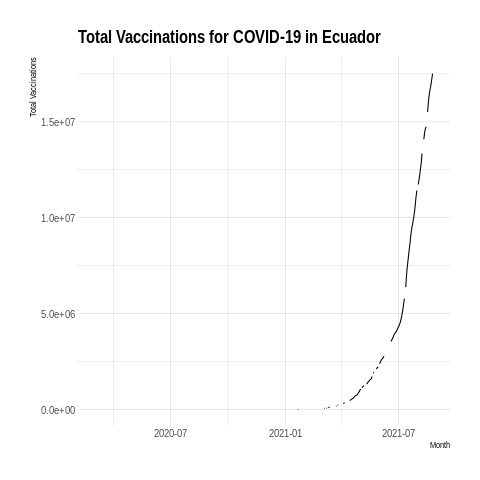 Total Vaccinations for COVID-19 in Ecuador
Total Vaccinations
1.5e+07
1.0e+07
5.0e+06
0.0e+00
2020-07 2021-01 2021-07
Month